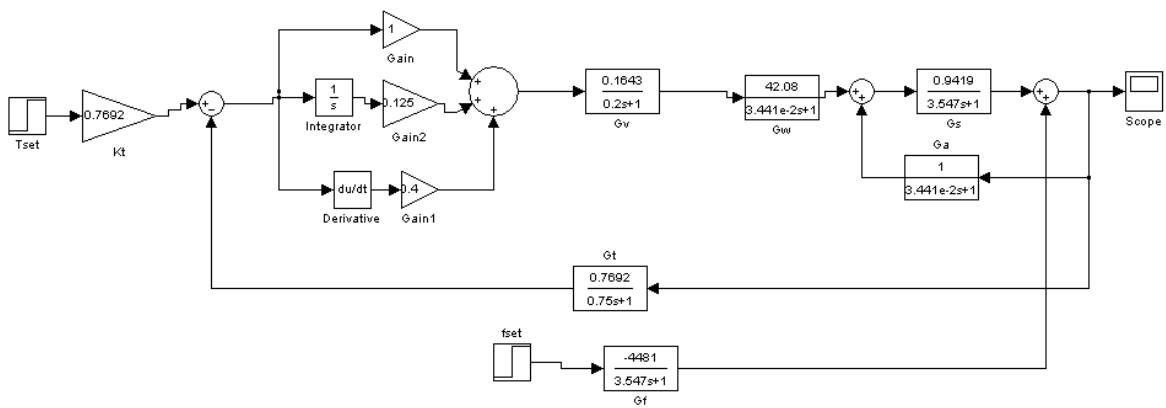 1
Gain
1
s
Integrator
0.125
Gain2
du/dt
Derivative
0.4
Gain1
Tset
0.7692
Kt
+
−
+
+
+
0.1643
0.2s+1
Gv
42.08
3.441e-2s+1
Gw
+
+
0.9419
3.547s+1
Gs
+
+
Scope
Ga
1
3.441e-2s+1
Gt
0.7692
0.75s+1
fset
-4481
3.547s+1
Gf